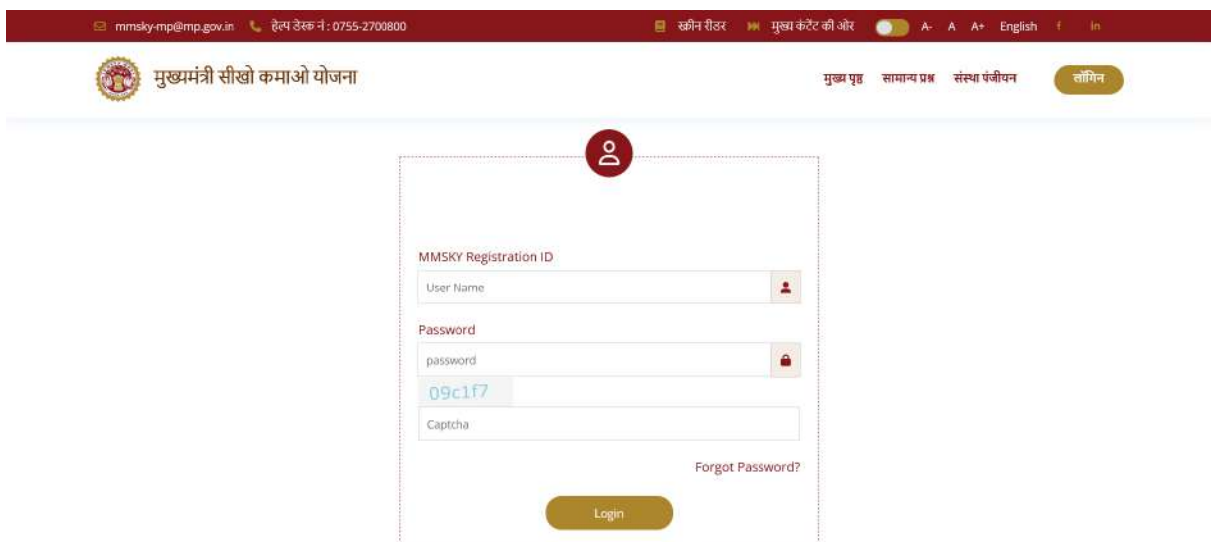 mmsky-mp@mp.gov.in हेल्प डेस्क नं : 0755-2700800 स्क्रीन रीडर मुख्य कंटेंट की ओर A- A A+ English f in
मुख्यमंत्री सीखो कमाओ योजना मुख्य पृष्ठ सामान्य प्रश्न संस्था पंजीयन लॉगिन
MMSKY Registration ID
User Name
Password
password
09c1f7
Captcha
Forgot Password?
Login